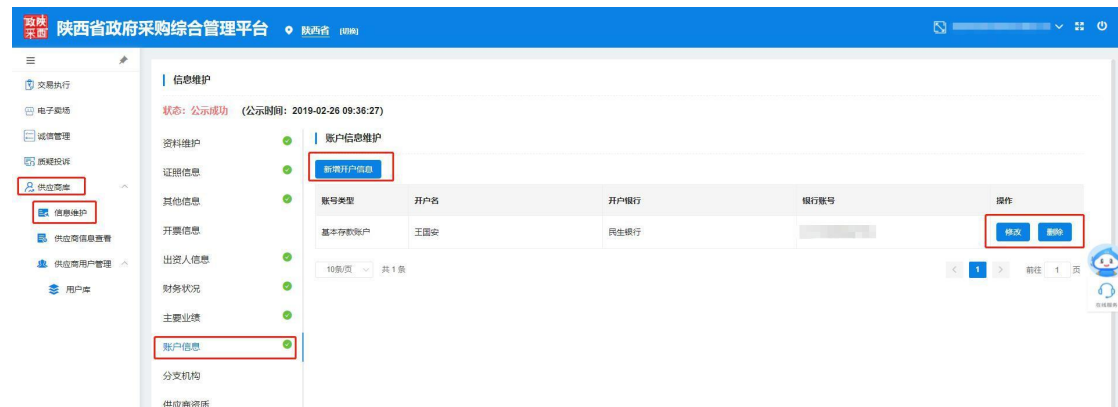 政陕
采西
陕西省政府采购综合管理平台 陕西省 [切换]
交易执行
电子卖场
诚信管理
质疑投诉
供应商库
信息维护
供应商信息查看
供应商用户管理
用户库
信息维护
状态：公示成功 (公示时间：2019-02-26 09:36:27)
资料维护
证照信息
其他信息
开票信息
出资人信息
财务状况
主要业绩
账户信息
分支机构
供应商资质
账户信息维护
新增开户信息
账号类型 开户名 开户银行 银行账号 操作
基本存款账户 王国安 民生银行 修改 删除
10条/页 共 1 条 < 1 > 前往 1 页
在线服务